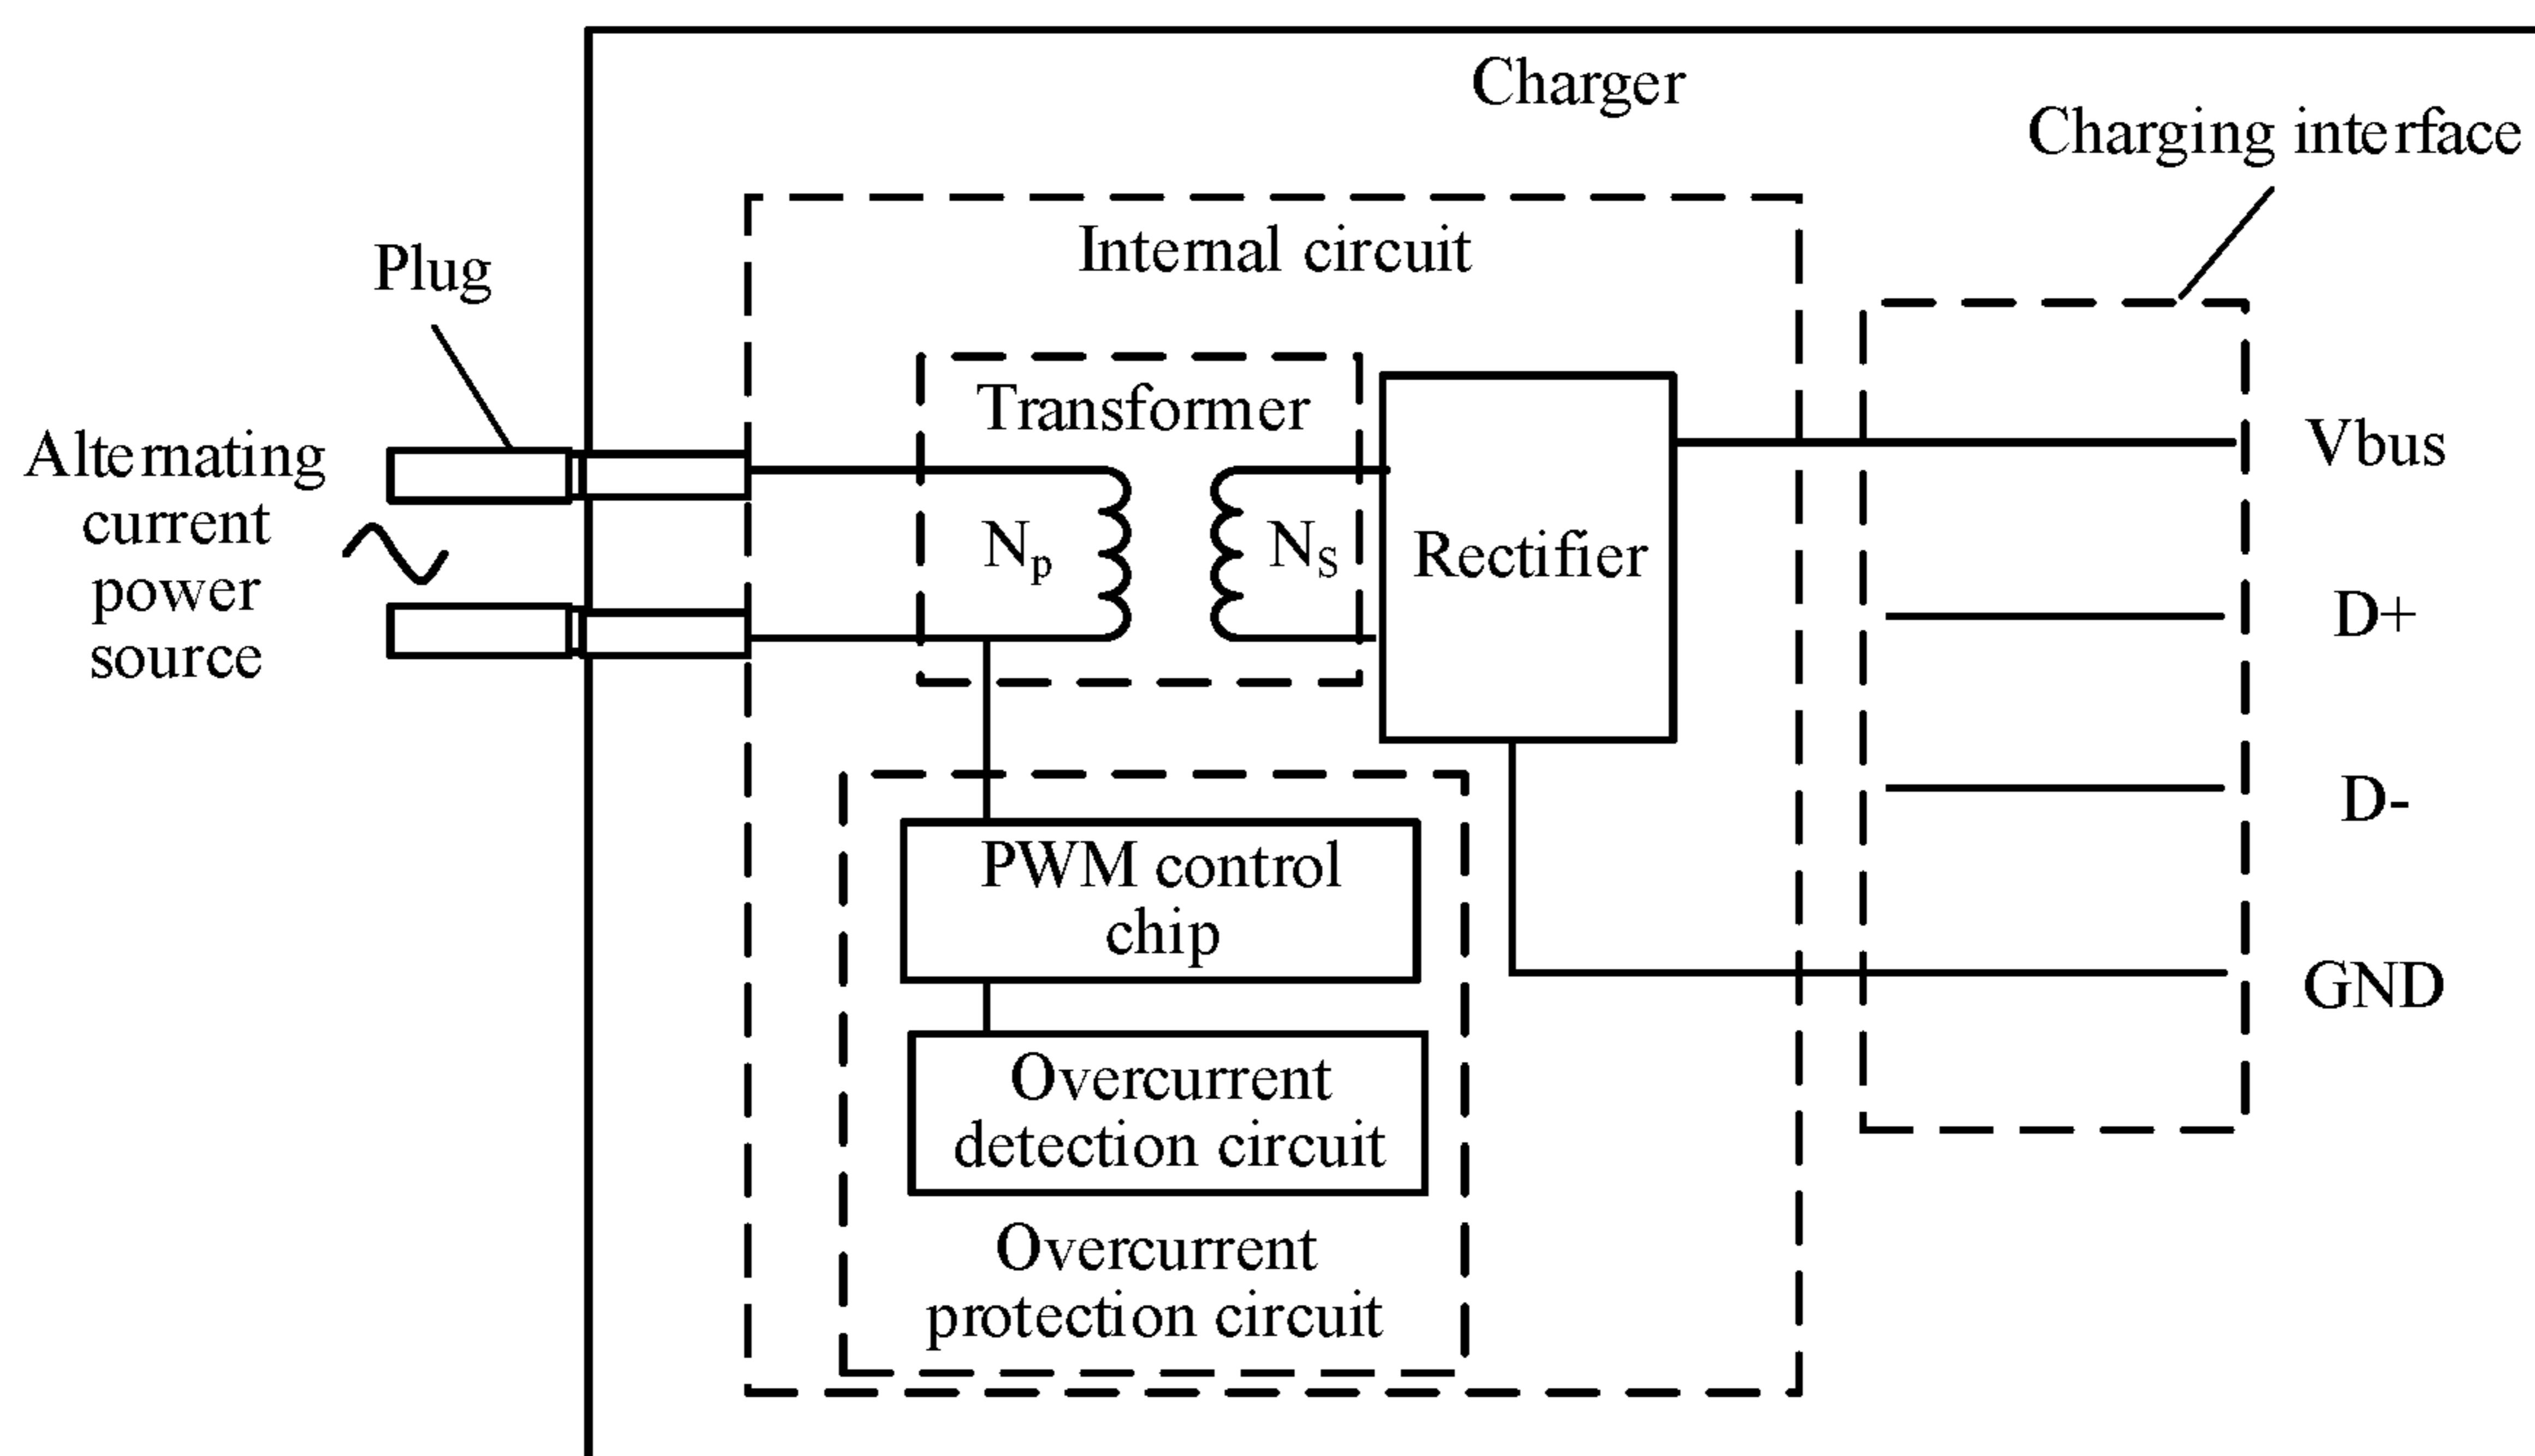 Charger
Charging interface
Internal circuit
Plug
Transformer
Alternating
current
power
source
Np
NS
Rectifier
Vbus
D+
D-
GND
PWM control
chip
Overcurrent
detection circuit
Overcurrent
protection circuit